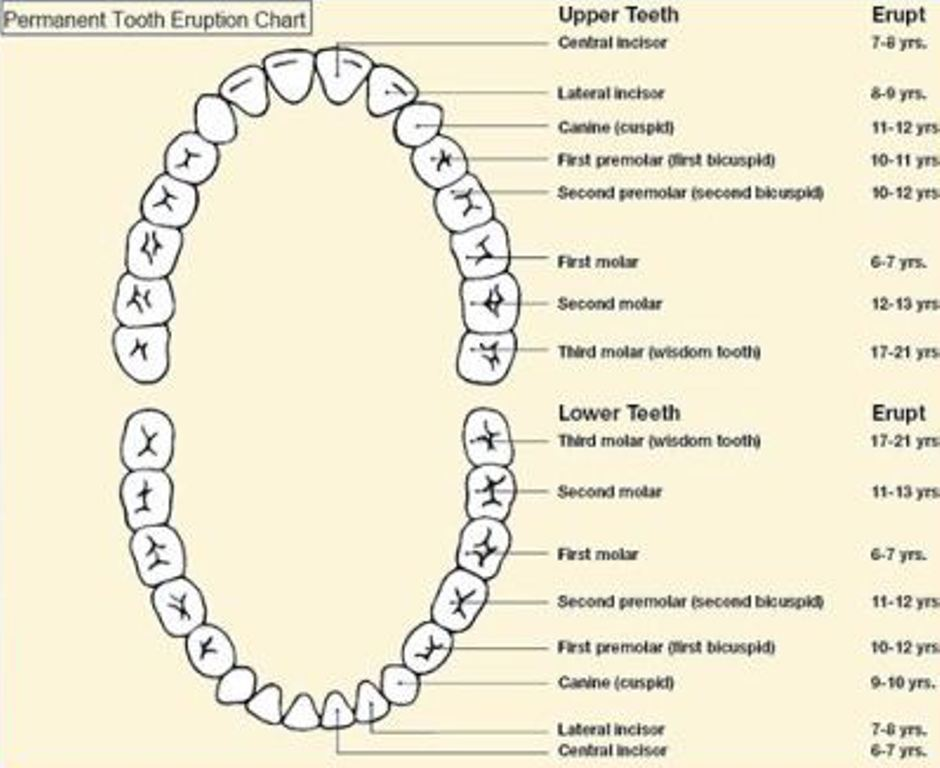 Permanent Tooth Eruption Chart
Upper Teeth Erupt
Central incisor 7-8 yrs.
Lateral incisor 8-9 yrs.
Canine (cuspid) 11-12 yrs
First premolar (first bicuspid) 10-11 yrs.
Second premolar (second bicuspid) 10-12 yrs
First molar 6-7 yrs.
Second molar 12-13 yrs
Third molar (wisdom tooth) 17-21 yrs
Lower Teeth Erupt
Third molar (wisdom tooth) 17-21 yrs
Second molar 11-13 yrs
First molar 6-7 yrs.
Second premolar (second bicuspid) 11-12 yrs
First premolar (first bicuspid) 10-12 yrs
Canine (cuspid) 9-10 yrs.
Lateral incisor 7-8 yrs.
Central incisor 6-7 yrs.